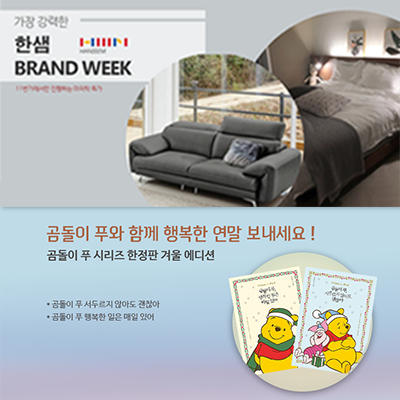 가장 강력한
한샘
HANSSEM
BRAND WEEK
곰돌이 푸와 함께 행복한 연말 보내세요 !
곰돌이 푸 시리즈 한정판 겨울 에디션
• 곰돌이 푸 서두르지 않아도 괜찮아
• 곰돌이 푸 행복한 일은 매일 있어